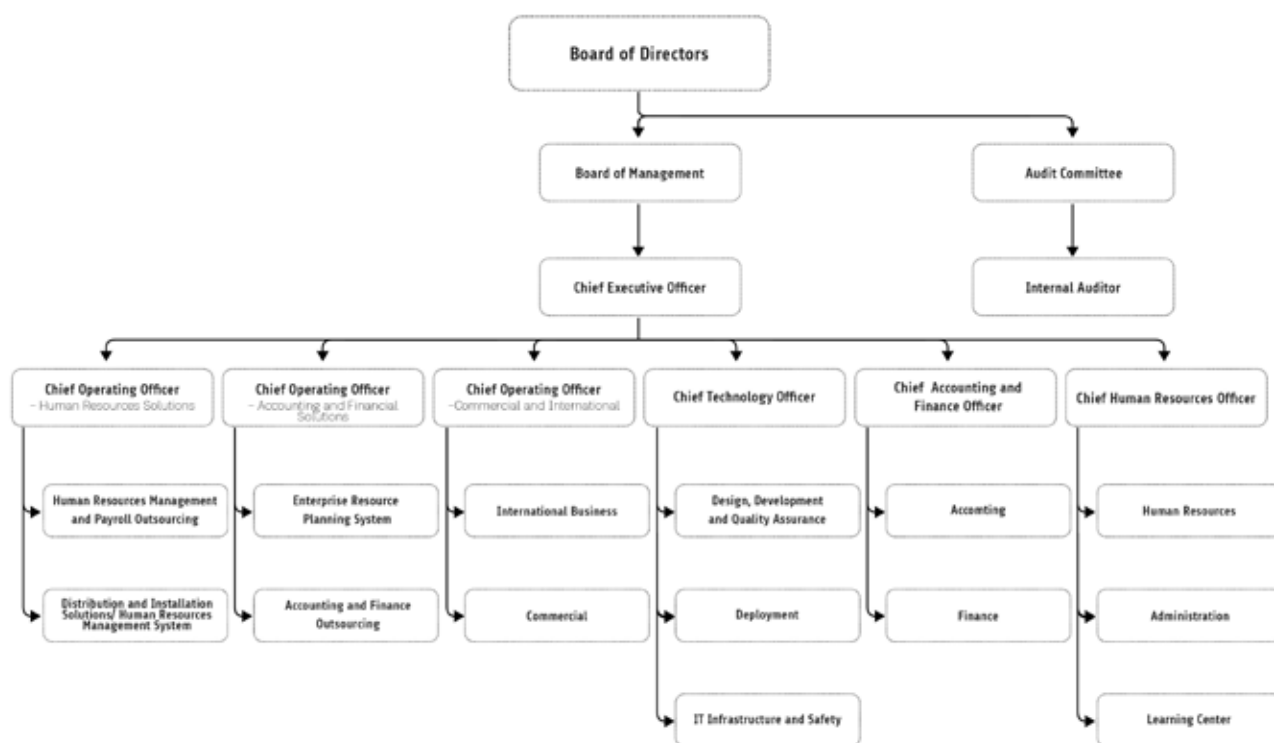 Board of Directors
Board of Management
Audit Committee
Chief Executive Officer
Internal Auditor
Chief Operating Officer
- Human Resources Solutions
Chief Operating Officer
- Accounting and Financial
Solutions
Chief Operating Officer
-Commercial and International
Chief Technology Officer
Chief Accounting and
Finance Officer
Chief Human Resources Officer
Human Resources Management
and Payroll Outsourcing
Enterprise Resource
Planning System
International Business
Design, Development
and Quality Assurance
Accomting
Human Resources
Distribution and Installation
Solutions/ Human Resources
Management System
Accounting and Finance
Outsourcing
Commercial
Deployment
Finance
Administration
IT Infrastructure and Safety
Learning Center